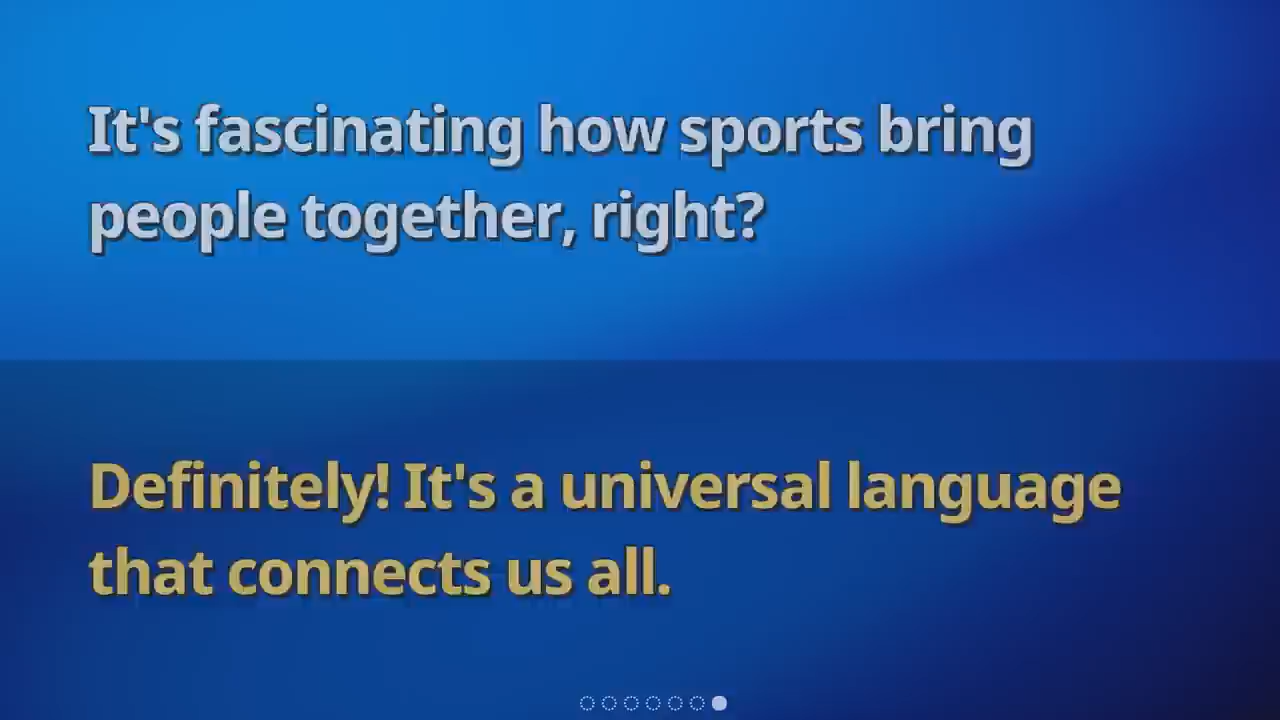 It's fascinating how sports bring
people together, right?
Definitely! It's a universal language
that connects us all.